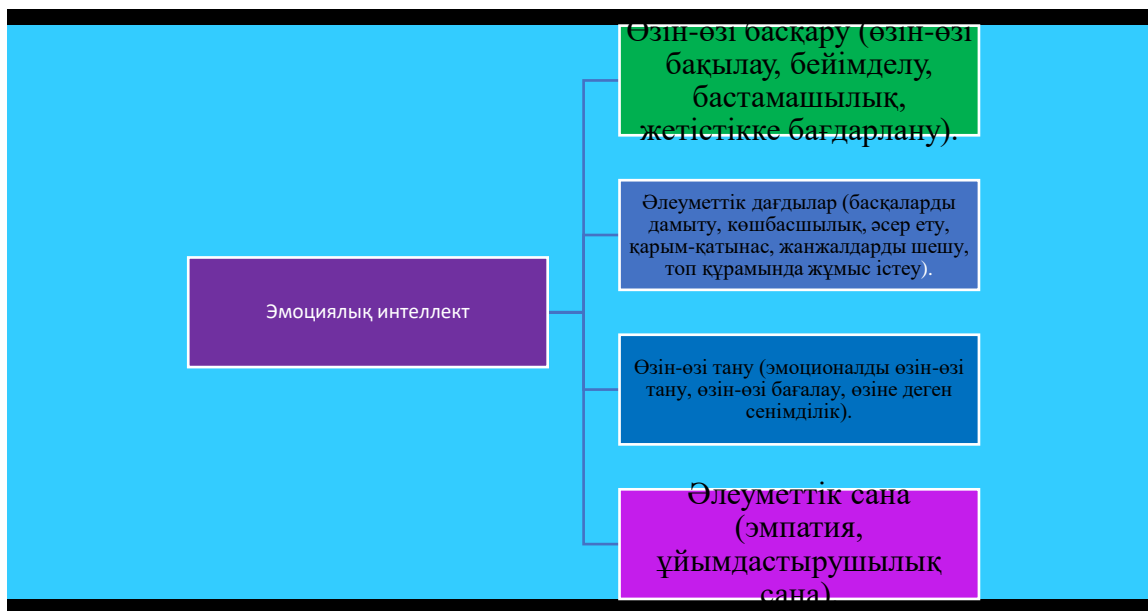 Өзін-өзі басқару (өзін-өзі
бақылау, бейімделу,
бастамашылық,
жетістікке бағдарлану).
Әлеуметтік дағдылар (басқаларды
дамыту, көшбасшылық, әсер ету,
қарым-қатынас, жанжалдарды шешу,
топ құрамында жұмыс істеу).
Эмоциялық интеллект
Өзін-өзі тану (эмоционалды өзін-өзі
тану, өзін-өзі бағалау, өзіне деген
сенімділік).
Әлеуметтік сана
(эмпатия,
ұйымдастырушылық
сана).